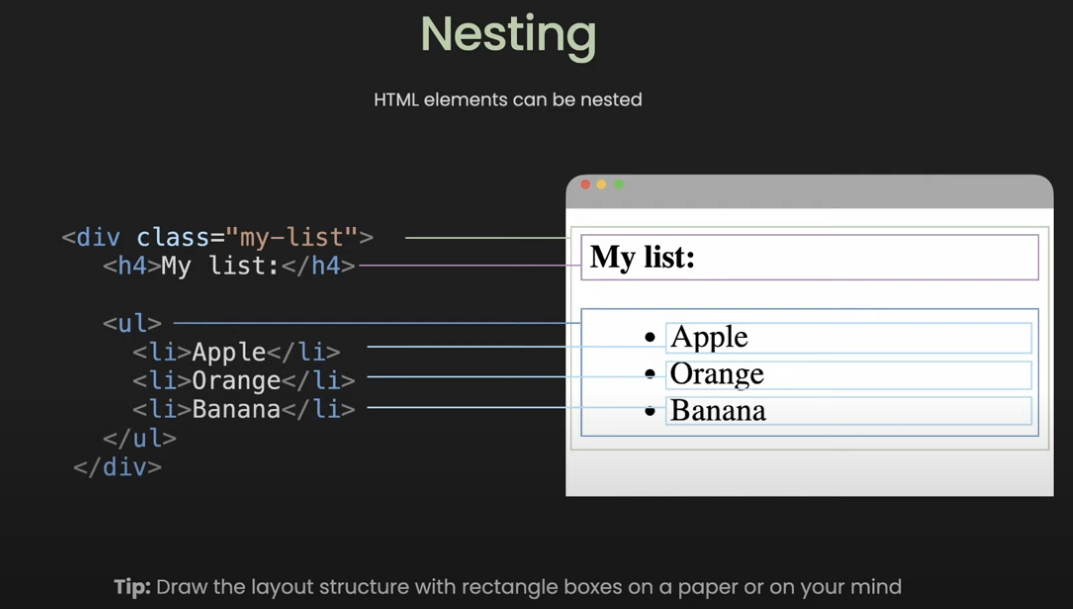 Nesting
HTML elements can be nested
<div class="my-list">
<h4>My list:</h4>
<ul>
<li>Apple</li>
<li>Orange</li>
<li>Banana</li>
</ul>
</div>
My list:
• Apple
• Orange
• Banana
Tip: Draw the layout structure with rectangle boxes on a paper or on your mind